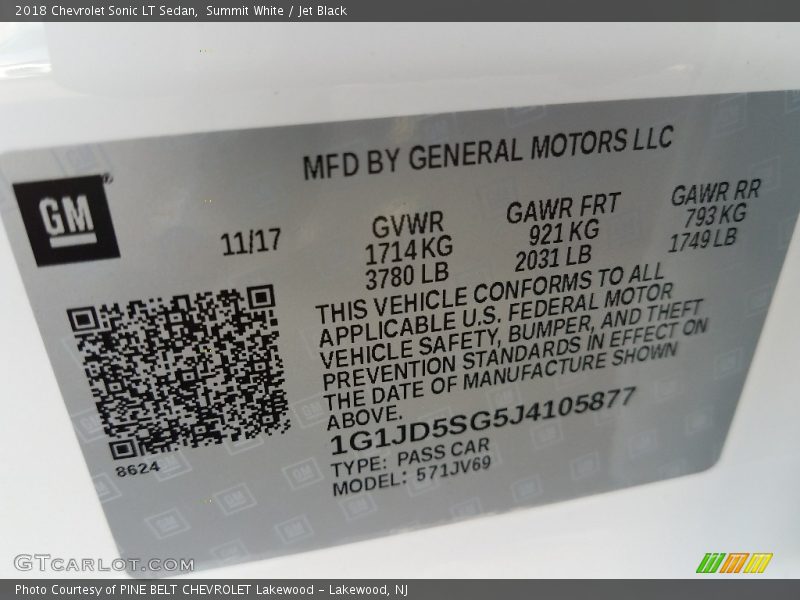 2018 Chevrolet Sonic LT Sedan,  Summit White / Jet Black
MFD BY GENERAL MOTORS LLC
GM®
11/17
GVWR
1714 KG
3780 LB
GAWR FRT
921 KG
2031 LB
GAWR RR
793 KG
1749 LB
THIS VEHICLE CONFORMS TO ALL
APPLICABLE U.S. FEDERAL MOTOR
VEHICLE SAFETY, BUMPER, AND THEFT
PREVENTION STANDARDS IN EFFECT ON
THE DATE OF MANUFACTURE SHOWN
ABOVE.
1G1JD5SG5J4105877
TYPE: PASS CAR
MODEL: 571JV69
8624
GTCarLot.com
Photo Courtesy of PINE BELT CHEVROLET Lakewood - Lakewood, NJ